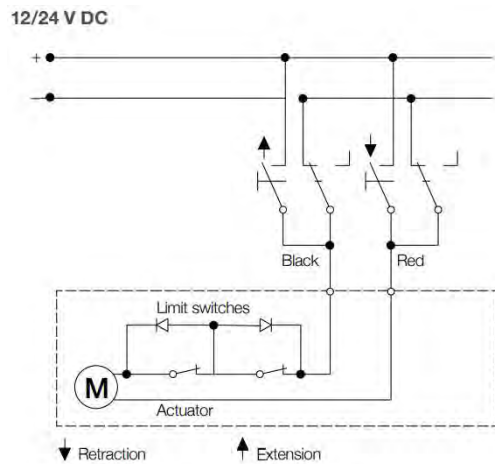 12/24 V DC
+
–
Black
Red
Limit switches
M
Actuator
Retraction
Extension